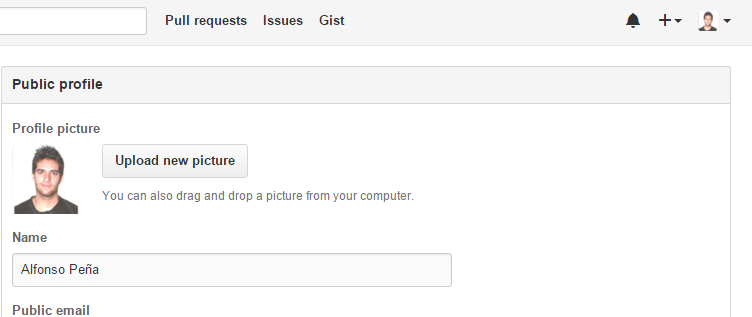 Pull requests Issues Gist
Public profile
Profile picture
Upload new picture
You can also drag and drop a picture from your computer.
Name
Alfonso Peña
Public email